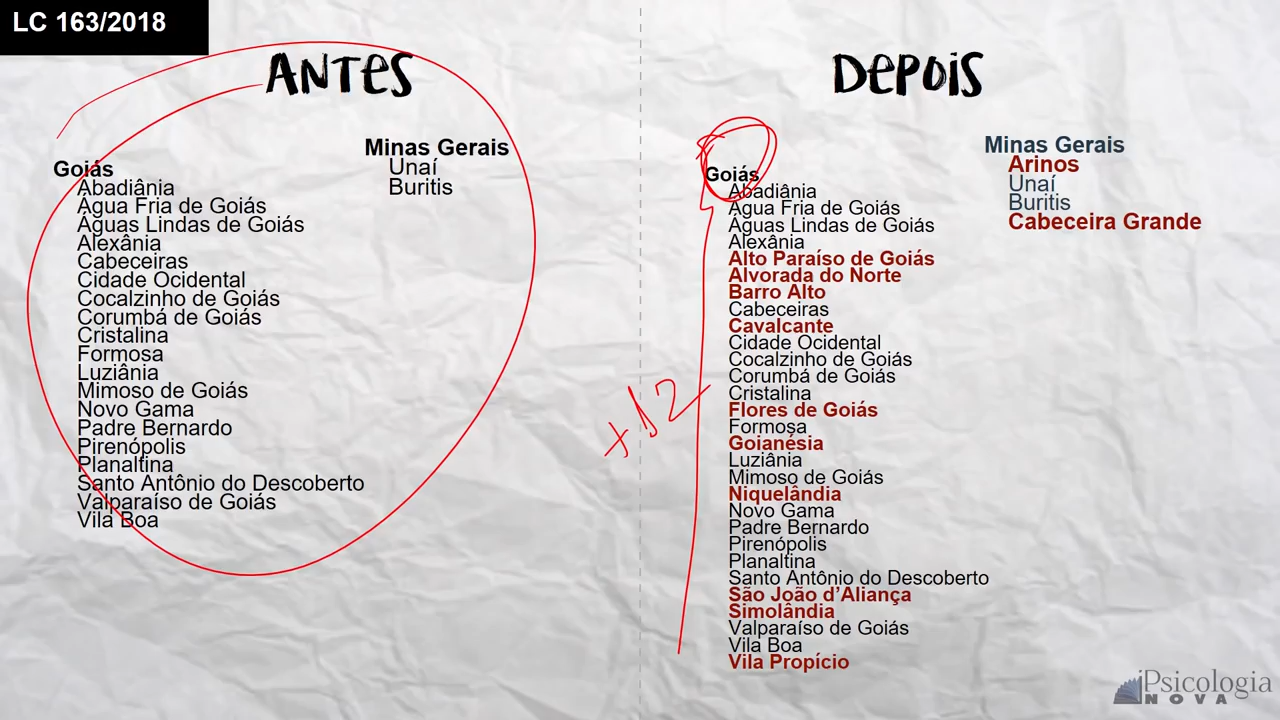 LC 163/2018
ANTES
Minas Gerais
Unaí
Buritis
Goiás
Abadiânia
Água Fria de Goiás
Águas Lindas de Goiás
Alexânia
Cabeceiras
Cidade Ocidental
Cocalzinho de Goiás
Corumbá de Goiás
Cristalina
Formosa
Luziânia
Mimoso de Goiás
Novo Gama
Padre Bernardo
Pirenópolis
Planaltina
Santo Antônio do Descoberto
Valparaíso de Goiás
Vila Boa
+12
DEPOIS
Goiás
Abadiânia
Água Fria de Goiás
Águas Lindas de Goiás
Alexânia
Alto Paraíso de Goiás
Alvorada do Norte
Barro Alto
Cabeceiras
Cavalcante
Cidade Ocidental
Cocalzinho de Goiás
Corumbá de Goiás
Cristalina
Flores de Goiás
Formosa
Goianésia
Luziânia
Mimoso de Goiás
Niquelândia
Novo Gama
Padre Bernardo
Pirenópolis
Planaltina
Santo Antônio do Descoberto
São João d’Aliança
Simolândia
Valparaíso de Goiás
Vila Boa
Vila Propício
Minas Gerais
Arinos
Unaí
Buritis
Cabeceira Grande
Psicologia
NOVA